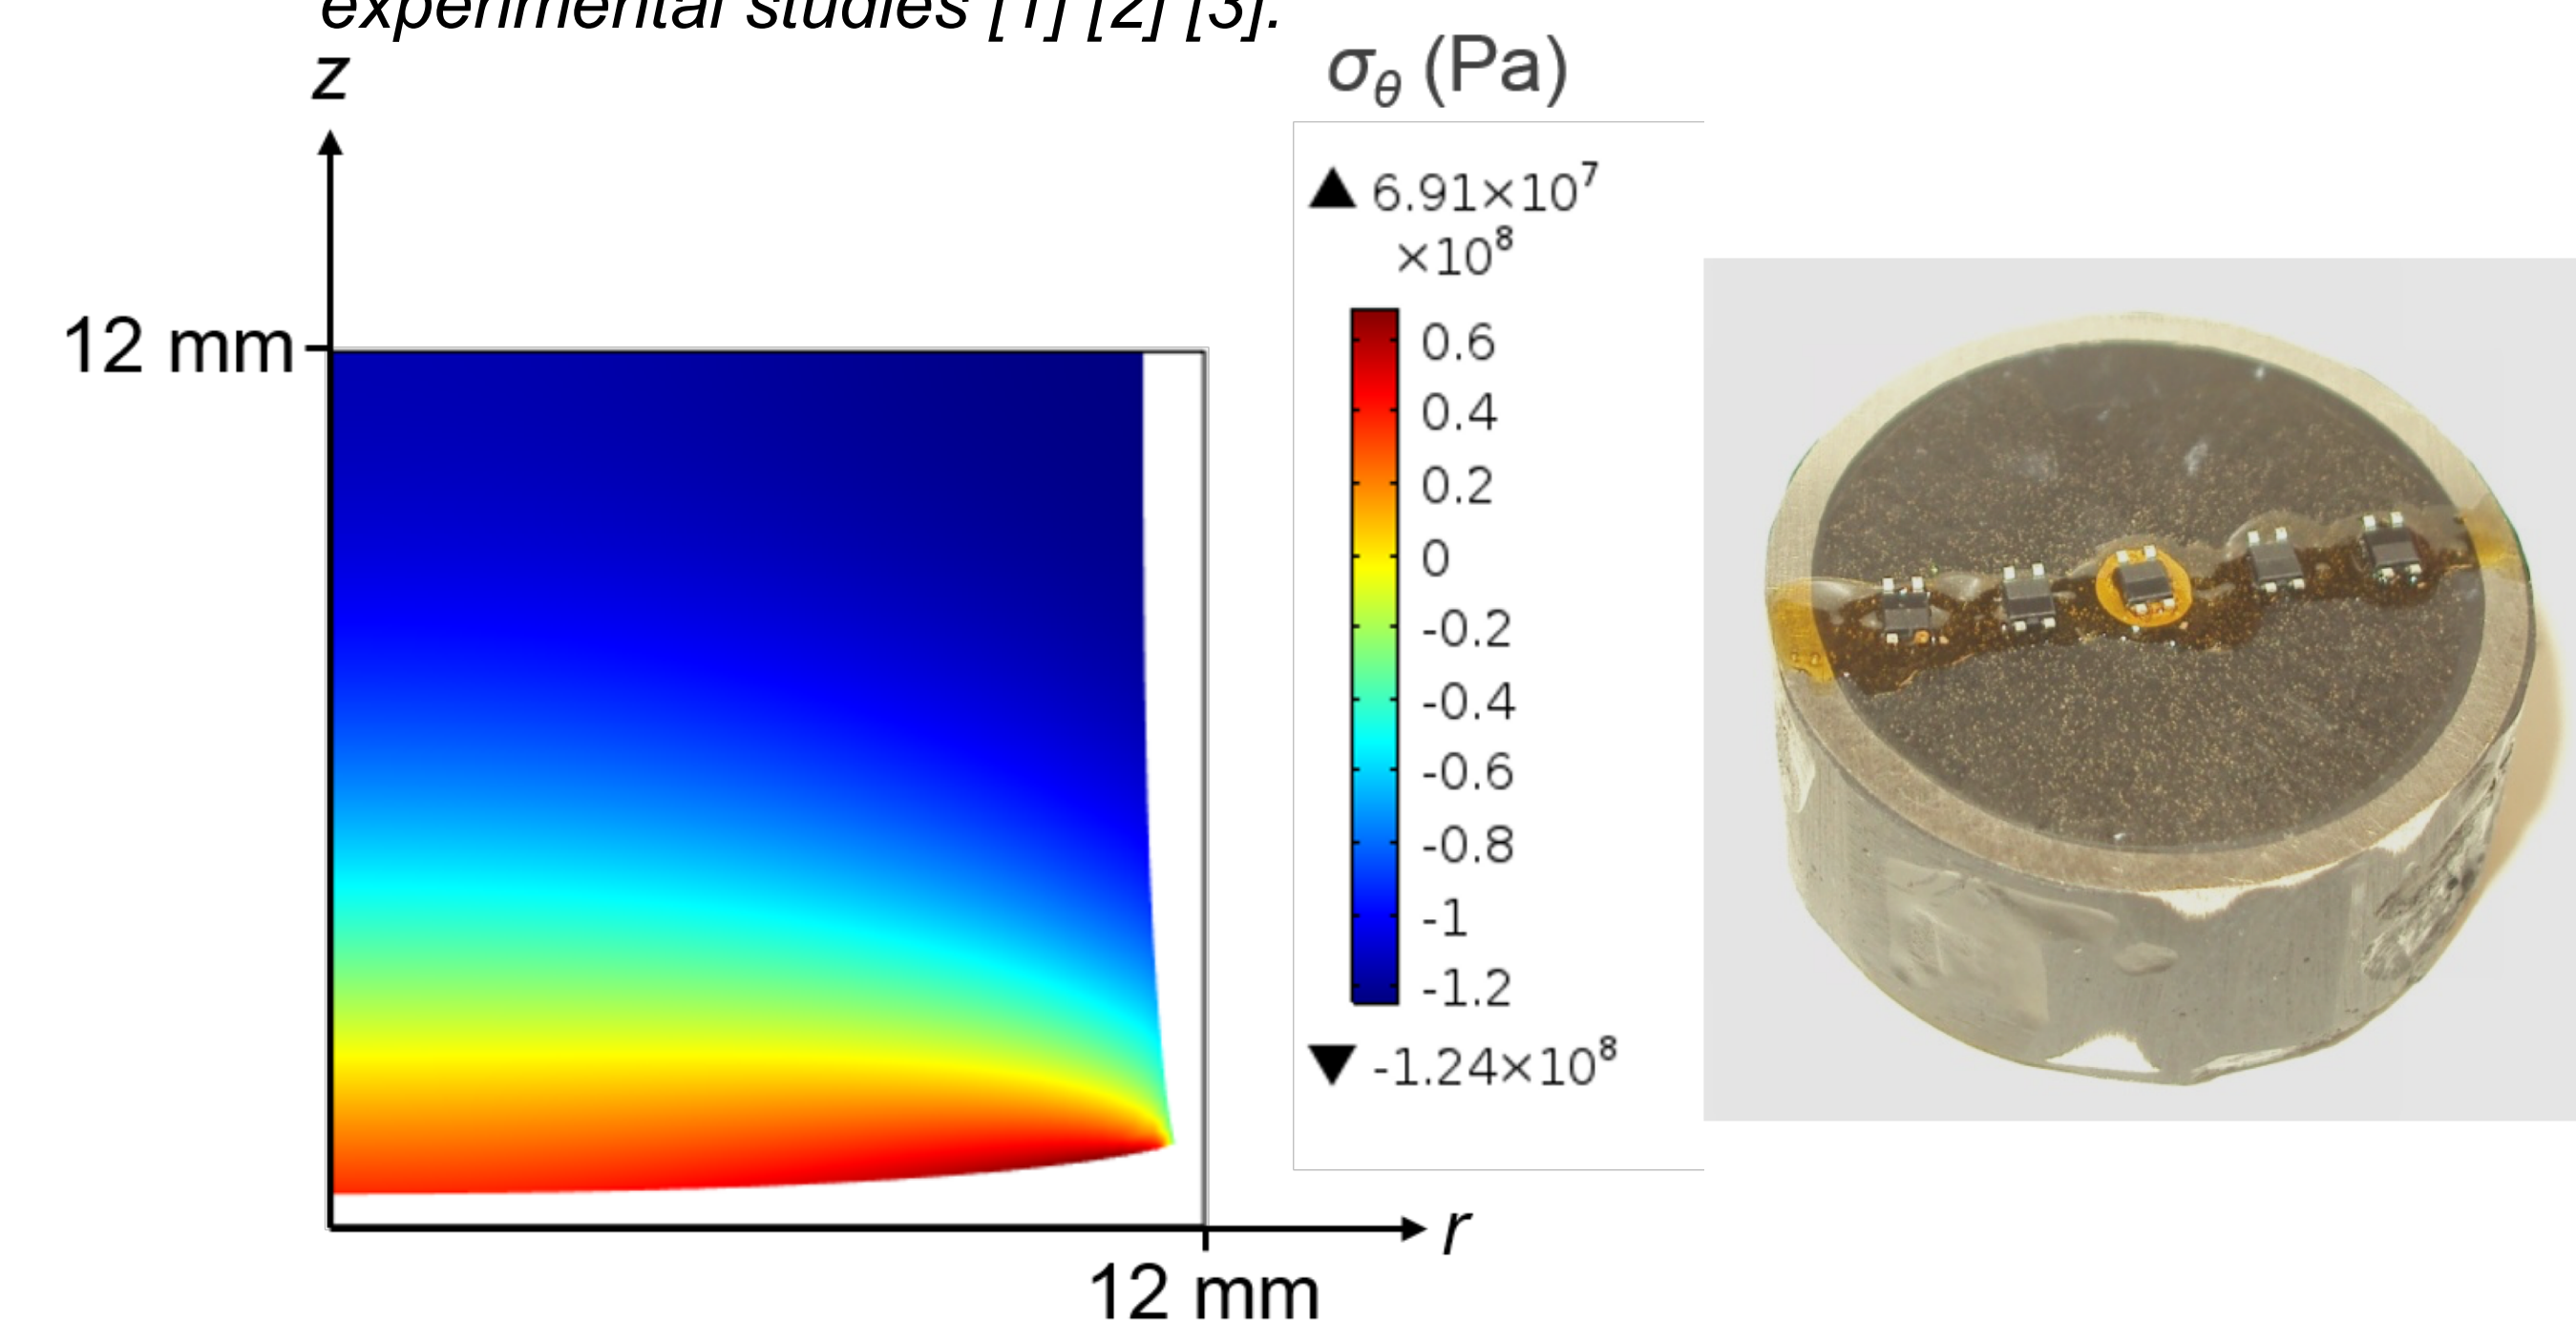 experimental studies [1] [2] [3].
z
σθ (Pa)
▲ 6.91×10⁷
×10⁸
12 mm
0.6
0.4
0.2
0
-0.2
-0.4
-0.6
-0.8
-1
-1.2
▼ -1.24×10⁸
r
12 mm